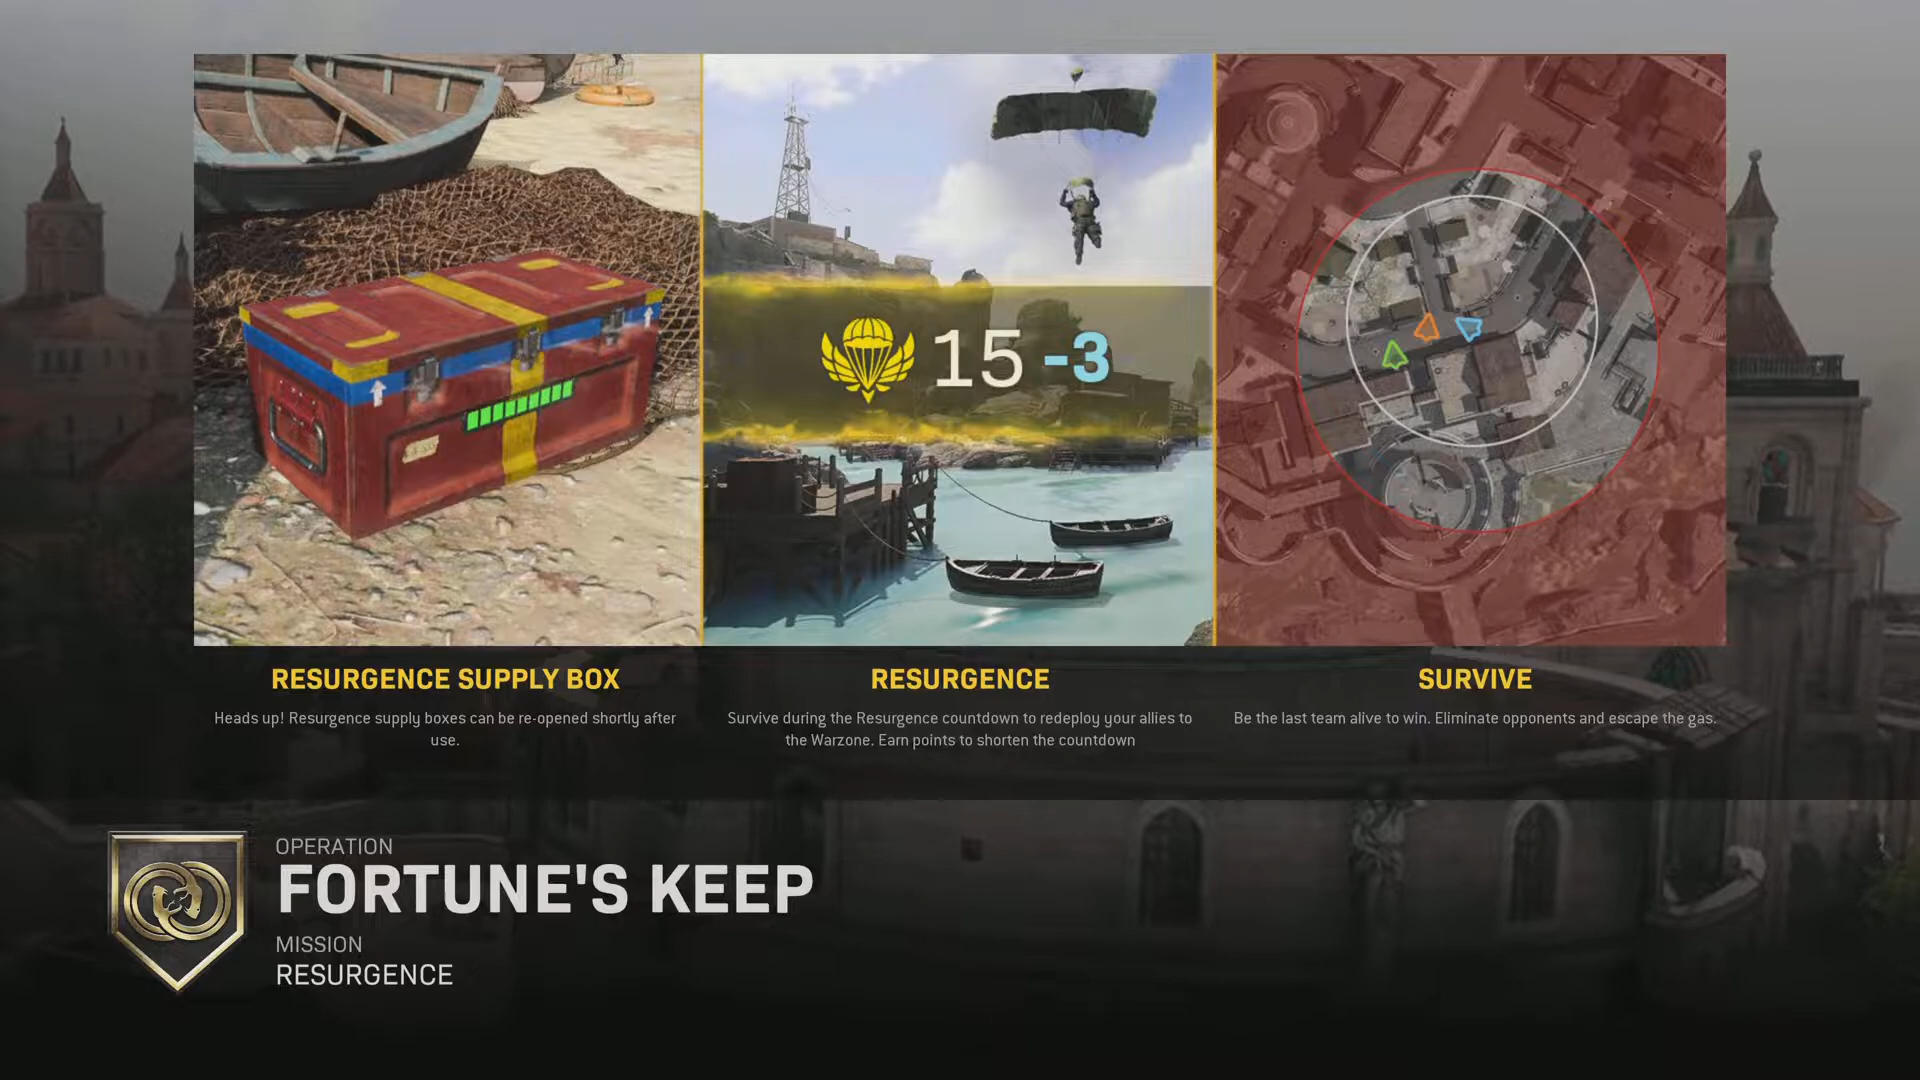 15 -3
RESURGENCE SUPPLY BOX
Heads up! Resurgence supply boxes can be re-opened shortly after
use.
RESURGENCE
Survive during the Resurgence countdown to redeploy your allies to
the Warzone. Earn points to shorten the countdown
SURVIVE
Be the last team alive to win. Eliminate opponents and escape the gas.
OPERATION
FORTUNE'S KEEP
MISSION
RESURGENCE